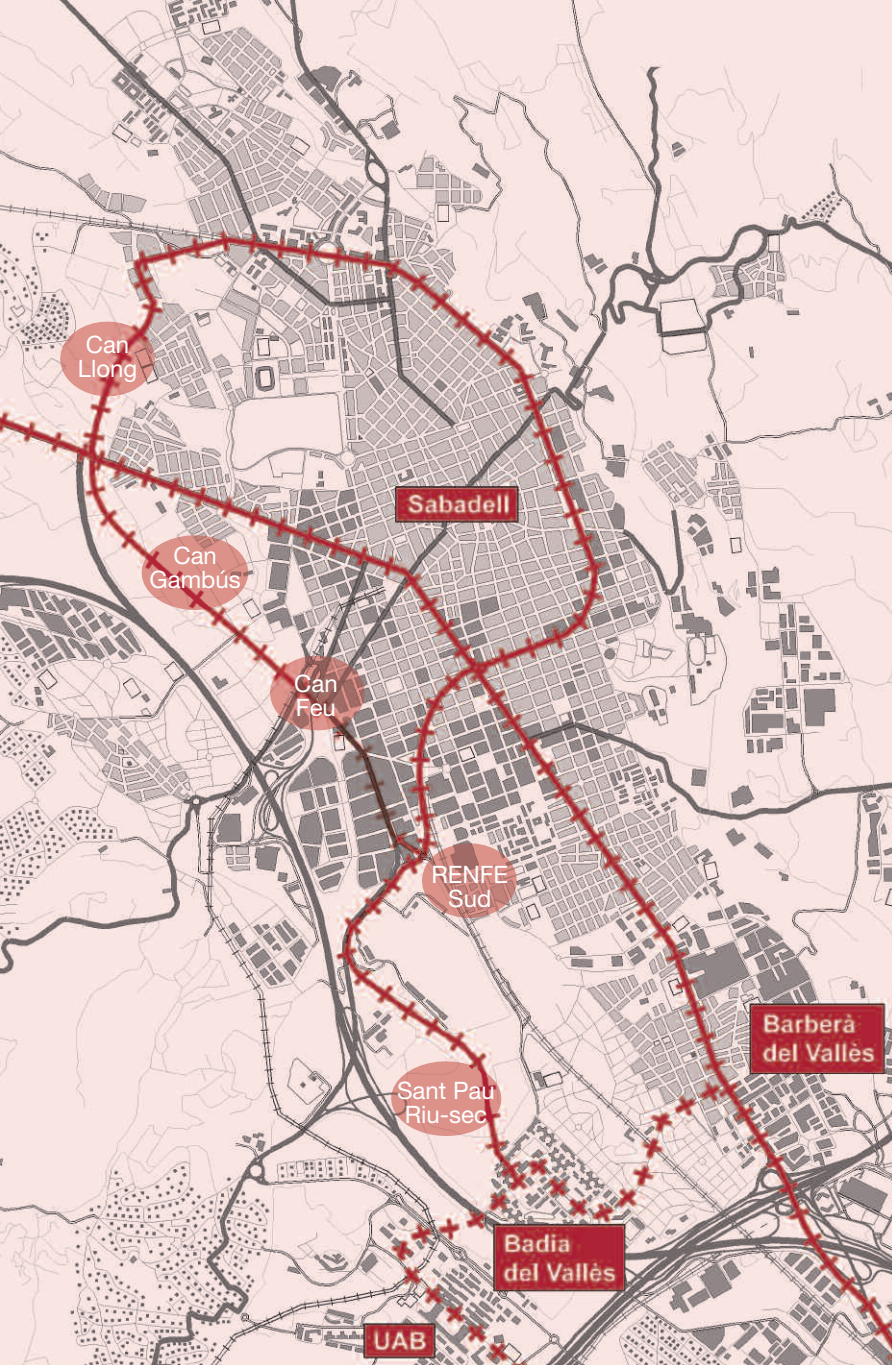 Can
Llong
Sabadell
Can
Gambús
Can
Feu
RENFE
Sud
Barberà
del Vallès
Sant Pau
Riu-sec
Badia
del Vallès
UAB